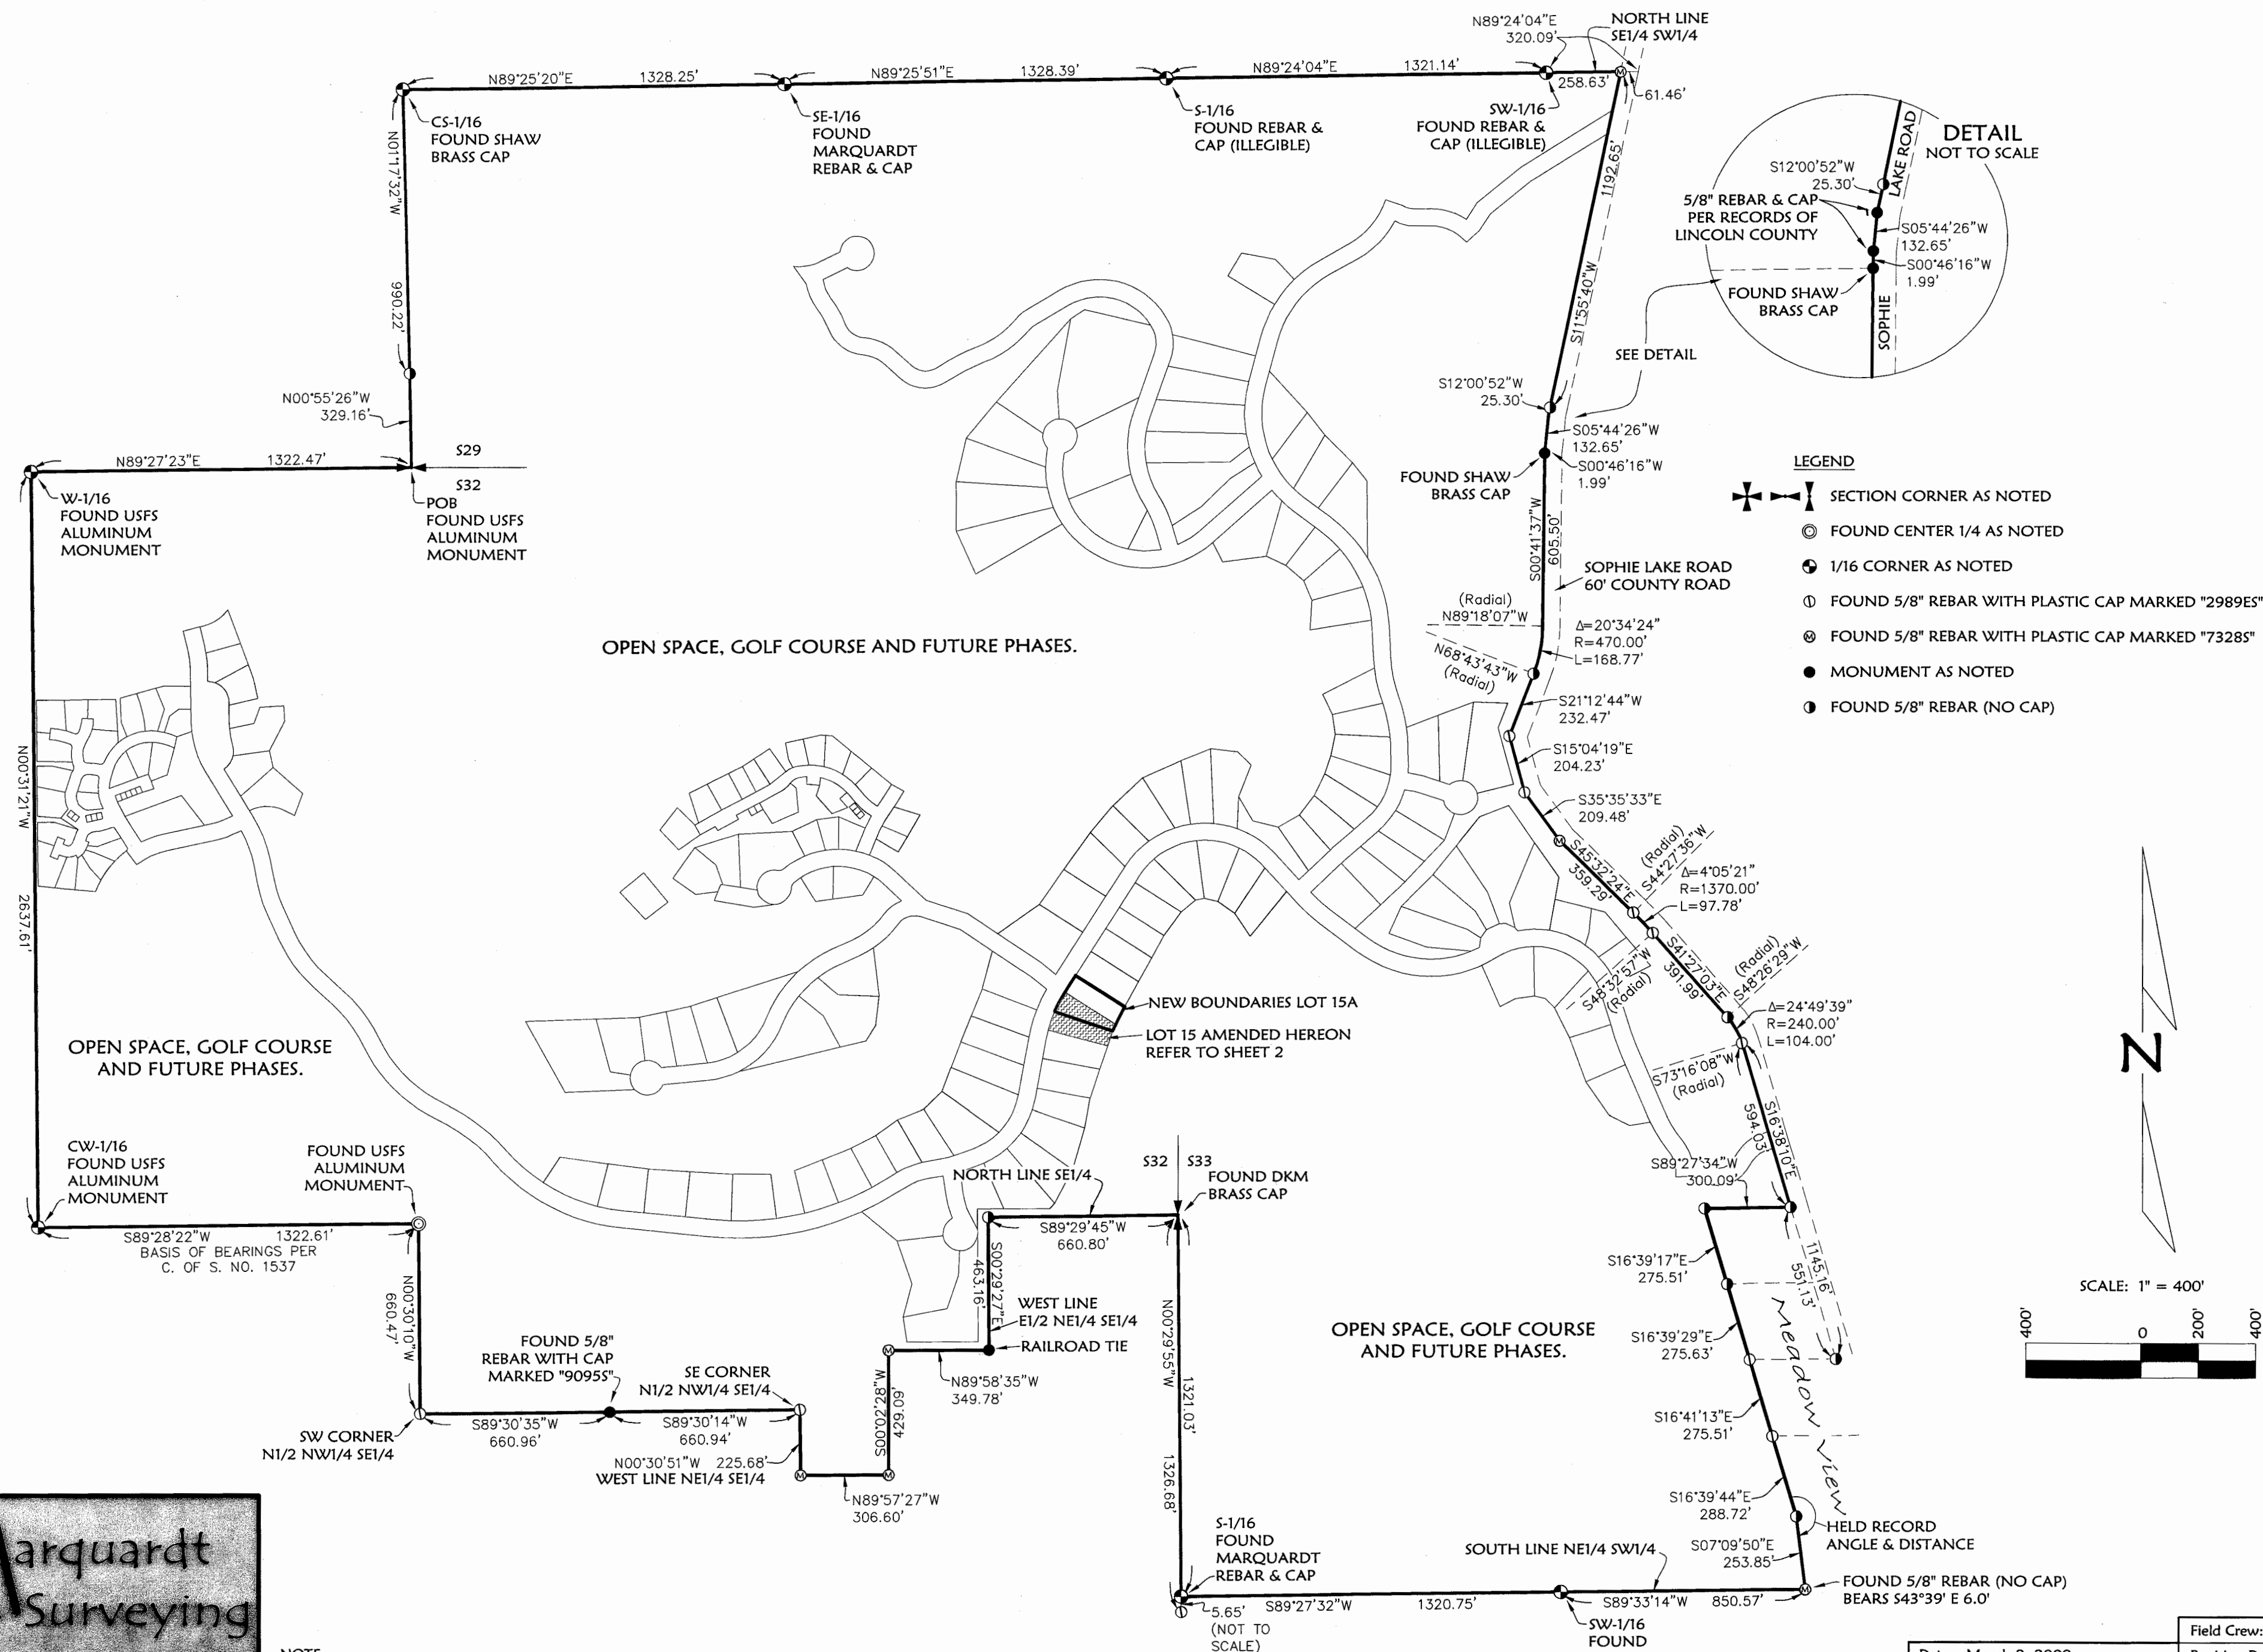 N89°24'04"E
320.09'
NORTH LINE
SE1/4 SW1/4
N89°25'20"E 1328.25'
N89°25'51"E 1328.39'
N89°24'04"E 1321.14'
258.63'
61.46'
CS-1/16
FOUND SHAW
BRASS CAP
SE-1/16
FOUND
MARQUARDT
REBAR & CAP
S-1/16
FOUND REBAR &
CAP (ILLEGIBLE)
SW-1/16
FOUND REBAR &
CAP (ILLEGIBLE)
N01°17'32"W
990.22'
N00°55'26"W
329.16'
N89°27'23"E 1322.47'
S29
S32
W-1/16
FOUND USFS
ALUMINUM
MONUMENT
POB
FOUND USFS
ALUMINUM
MONUMENT
1192.65'
S11°55'40"W
DETAIL
NOT TO SCALE
S12°00'52"W
25.30'
LAKE ROAD
5/8" REBAR & CAP
PER RECORDS OF
LINCOLN COUNTY
S05°44'26"W
132.65'
S00°46'16"W
1.99'
FOUND SHAW
BRASS CAP
SOPHIE
SEE DETAIL
S12°00'52"W
25.30'
S05°44'26"W
132.65'
S00°46'16"W
1.99'
FOUND SHAW
BRASS CAP
S00°41'37"W
605.50'
SOPHIE LAKE ROAD
60' COUNTY ROAD
LEGEND
SECTION CORNER AS NOTED
FOUND CENTER 1/4 AS NOTED
1/16 CORNER AS NOTED
FOUND 5/8" REBAR WITH PLASTIC CAP MARKED "2989ES"
FOUND 5/8" REBAR WITH PLASTIC CAP MARKED "7328S"
MONUMENT AS NOTED
FOUND 5/8" REBAR (NO CAP)
(Radial)
N89°18'07"W
Δ=20°34'24"
R=470.00'
L=168.77'
N68°43'43"W
(Radial)
OPEN SPACE, GOLF COURSE AND FUTURE PHASES.
S21°12'44"W
232.47'
S15°04'19"E
204.23'
S35°35'33"E
209.48'
S45°32'24"E
359.29'
(Radial)
S44°27'36"W
Δ=4°05'21"
R=1370.00'
L=97.78'
S48°32'57"W
(Radial)
S41°27'03"E
391.99'
(Radial)
S48°26'29"W
Δ=24°49'39"
R=240.00'
L=104.00'
S73°16'08"W
(Radial)
N00°31'21"W
2637.61'
NEW BOUNDARIES LOT 15A
LOT 15 AMENDED HEREON
REFER TO SHEET 2
OPEN SPACE, GOLF COURSE
AND FUTURE PHASES.
N
S16°38'10"E
594.03'
S89°27'34"W
300.09'
CW-1/16
FOUND USFS
ALUMINUM
MONUMENT
FOUND USFS
ALUMINUM
MONUMENT
S89°28'22"W 1322.61'
BASIS OF BEARINGS PER
C. OF S. NO. 1537
NORTH LINE SE1/4
S32 S33
FOUND DKM
BRASS CAP
S89°29'45"W
660.80'
S00°29'27"E
463.16'
WEST LINE
E1/2 NE1/4 SE1/4
RAILROAD TIE
N00°30'10"W
660.47'
FOUND 5/8"
REBAR WITH CAP
MARKED "9095S"
SE CORNER
N1/2 NW1/4 SE1/4
SW CORNER
N1/2 NW1/4 SE1/4
S89°30'35"W
660.96'
S89°30'14"W
660.94'
N00°30'51"W 225.68'
WEST LINE NE1/4 SE1/4
S00°02'28"W
429.09'
N89°58'35"W
349.78'
N89°57'27"W
306.60'
N00°29'55"W
1321.03'
1326.68'
OPEN SPACE, GOLF COURSE
AND FUTURE PHASES.
S16°39'17"E
275.51'
1145.16'
551.13'
S16°39'29"E
275.63'
Meadow View
S16°41'13"E
275.51'
S16°39'44"E
288.72'
HELD RECORD
ANGLE & DISTANCE
S07°09'50"E
253.85'
FOUND 5/8" REBAR (NO CAP)
BEARS S43°39' E 6.0'
SCALE: 1" = 400'
400' 0 200' 400'
S-1/16
FOUND
MARQUARDT
REBAR & CAP
5.65'
(NOT TO
SCALE)
S89°27'32"W 1320.75'
SOUTH LINE NE1/4 SW1/4
S89°33'14"W 850.57'
SW-1/16
FOUND
arquardt
Surveying
Field Crew: